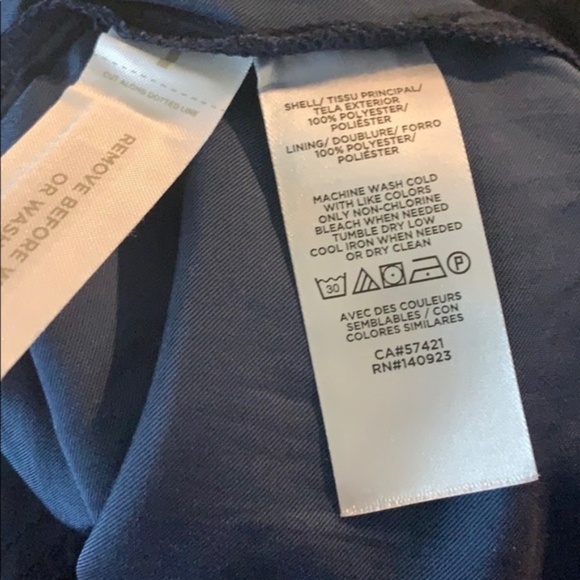 CUT ALONG DOTTED LINE
REMOVE BEFORE
OR WASH
SHELL/ TISSU PRINCIPAL/
TELA EXTERIOR
100% POLYESTER/
POLIÉSTER
LINING/ DOUBLURE/ FORRO
100% POLYESTER/
POLIÉSTER
MACHINE WASH COLD
WITH LIKE COLORS
ONLY NON-CHLORINE
BLEACH WHEN NEEDED
TUMBLE DRY LOW
COOL IRON WHEN NEEDED
OR DRY CLEAN
30 P
AVEC DES COULEURS
SEMBLABLES / CON
COLORES SIMILARES
CA#57421
RN#140923